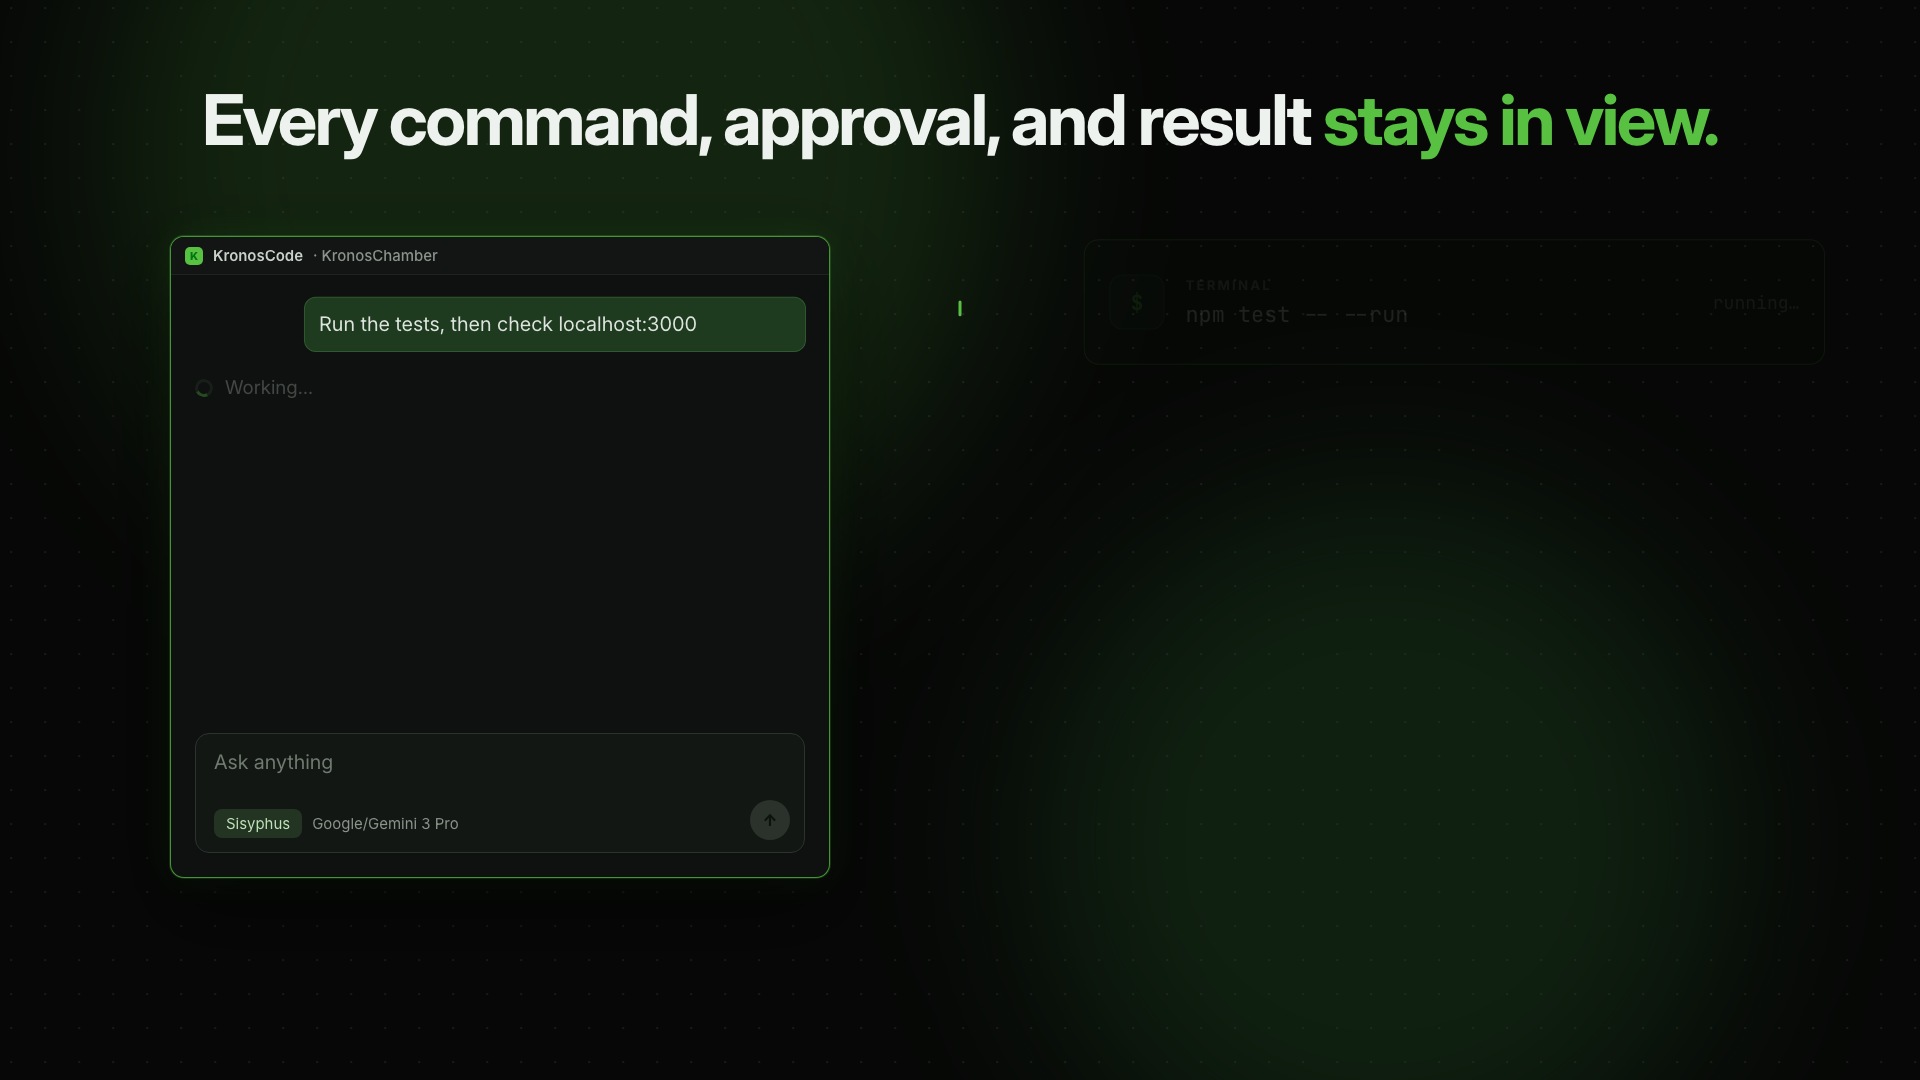 Every command, approval, and result stays in view.
K KronosCode · KronosChamber
Run the tests, then check localhost:3000
Working...
Ask anything
Sisyphus Google/Gemini 3 Pro
TERMINAL
$ npm test -- --run
running…